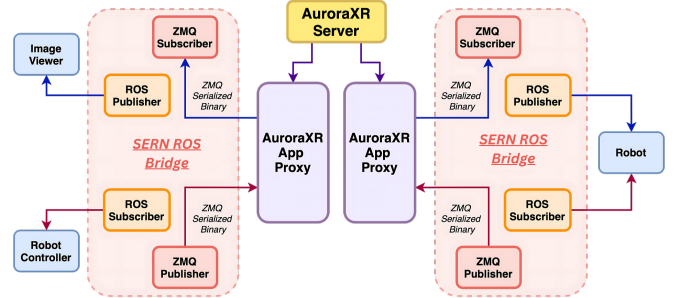 AuroraXR
Server
Image
Viewer
ZMQ
Subscriber
ROS
Publisher
ZMQ
Serialized
Binary
SERN ROS
Bridge
ROS
Subscriber
ZMQ
Serialized
Binary
Robot
Controller
ZMQ
Publisher
AuroraXR
App
Proxy
AuroraXR
App
Proxy
ZMQ
Subscriber
ZMQ
Serialized
Binary
ROS
Publisher
SERN ROS
Bridge
Robot
ZMQ
Serialized
Binary
ROS
Subscriber
ZMQ
Publisher